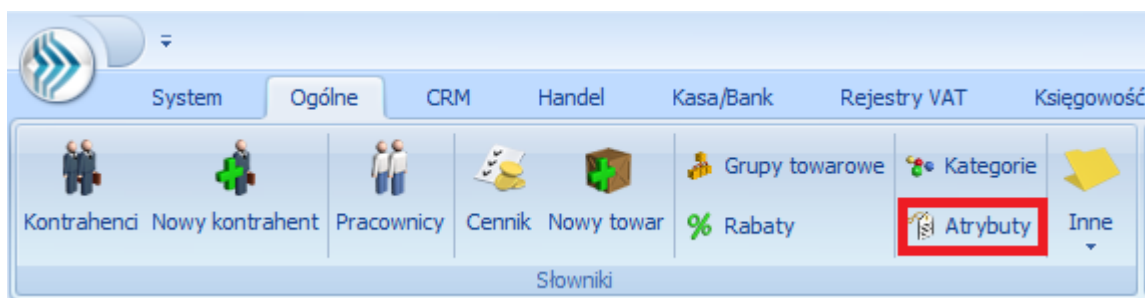 System Ogólne CRM Handel Kasa/Bank Rejestry VAT Księgowość
Grupy towarowe Kategorie
Kontrahenci Nowy kontrahent Pracownicy Cennik Nowy towar % Rabaty Atrybuty Inne
Słowniki